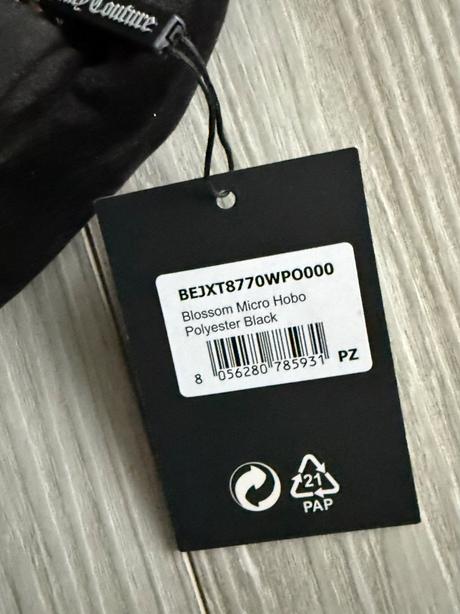 Couture
BEJXT8770WPO000
Blossom Micro Hobo
Polyester Black
8 056280 785931 PZ
21
PAP